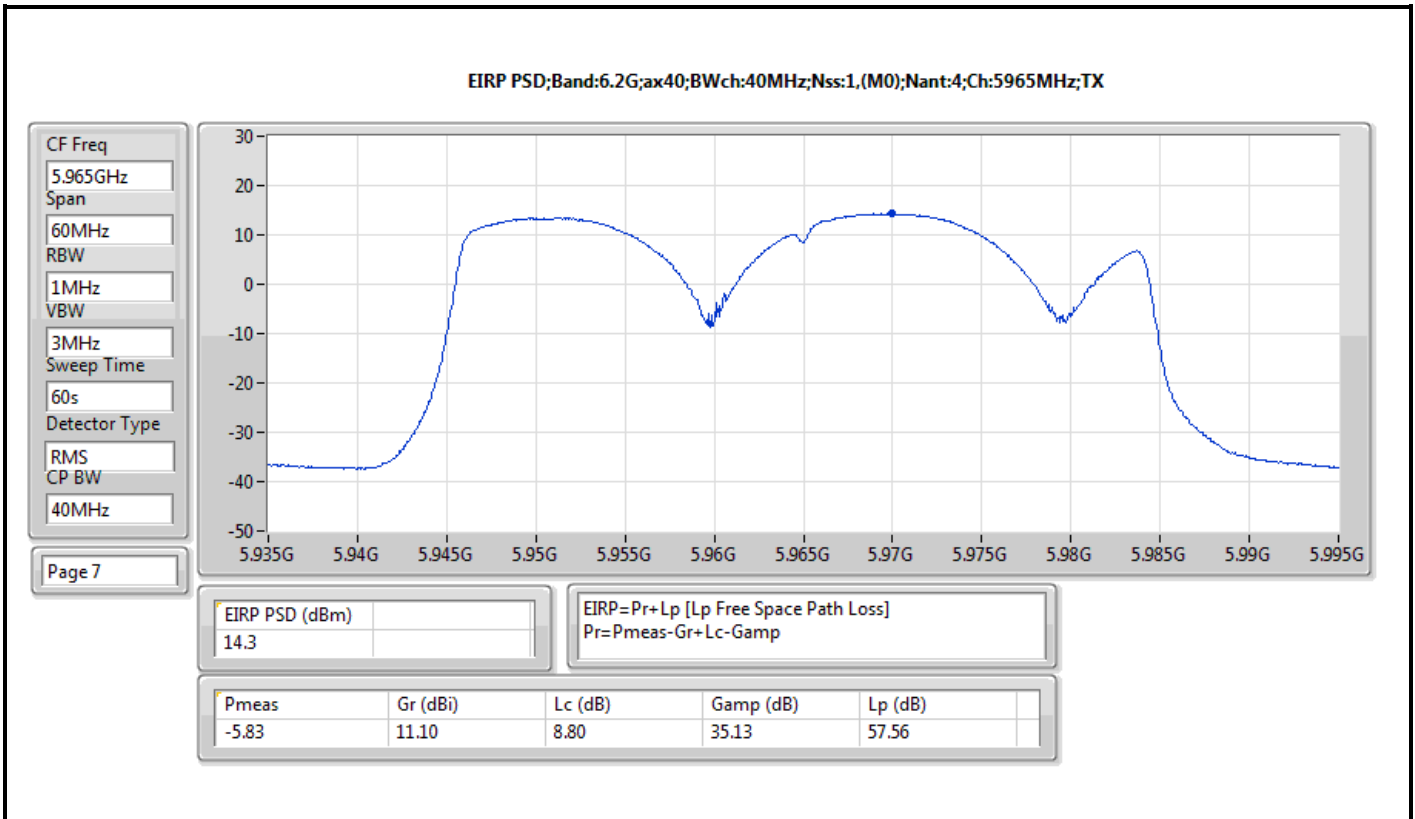 EIRP PSD;Band:6.2G;ax40;BWch:40MHz;Nss:1,(M0);Nant:4;Ch:5965MHz;TX
CF Freq
5.965GHz
Span
60MHz
RBW
1MHz
VBW
3MHz
Sweep Time
60s
Detector Type
RMS
CP BW
40MHz
Page 7
30
20
10
0
-10
-20
-30
-40
-50
5.935G 5.94G 5.945G 5.95G 5.955G 5.96G 5.965G 5.97G 5.975G 5.98G 5.985G 5.99G 5.995G
EIRP PSD (dBm)
14.3
EIRP=Pr+Lp [Lp Free Space Path Loss]
Pr=Pmeas-Gr+Lc-Gamp
Pmeas Gr (dBi) Lc (dB) Gamp (dB) Lp (dB)
-5.83 11.10 8.80 35.13 57.56